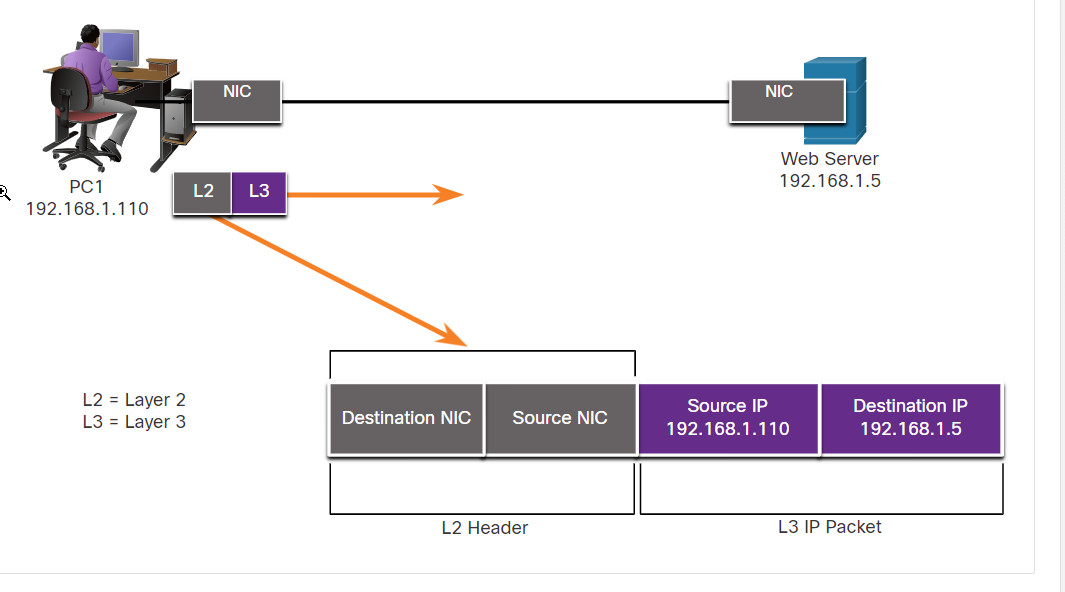 NIC
NIC
Web Server
192.168.1.5
PC1
192.168.1.110
L2
L3
L2 = Layer 2
L3 = Layer 3
Destination NIC
Source NIC
Source IP
192.168.1.110
Destination IP
192.168.1.5
L2 Header
L3 IP Packet